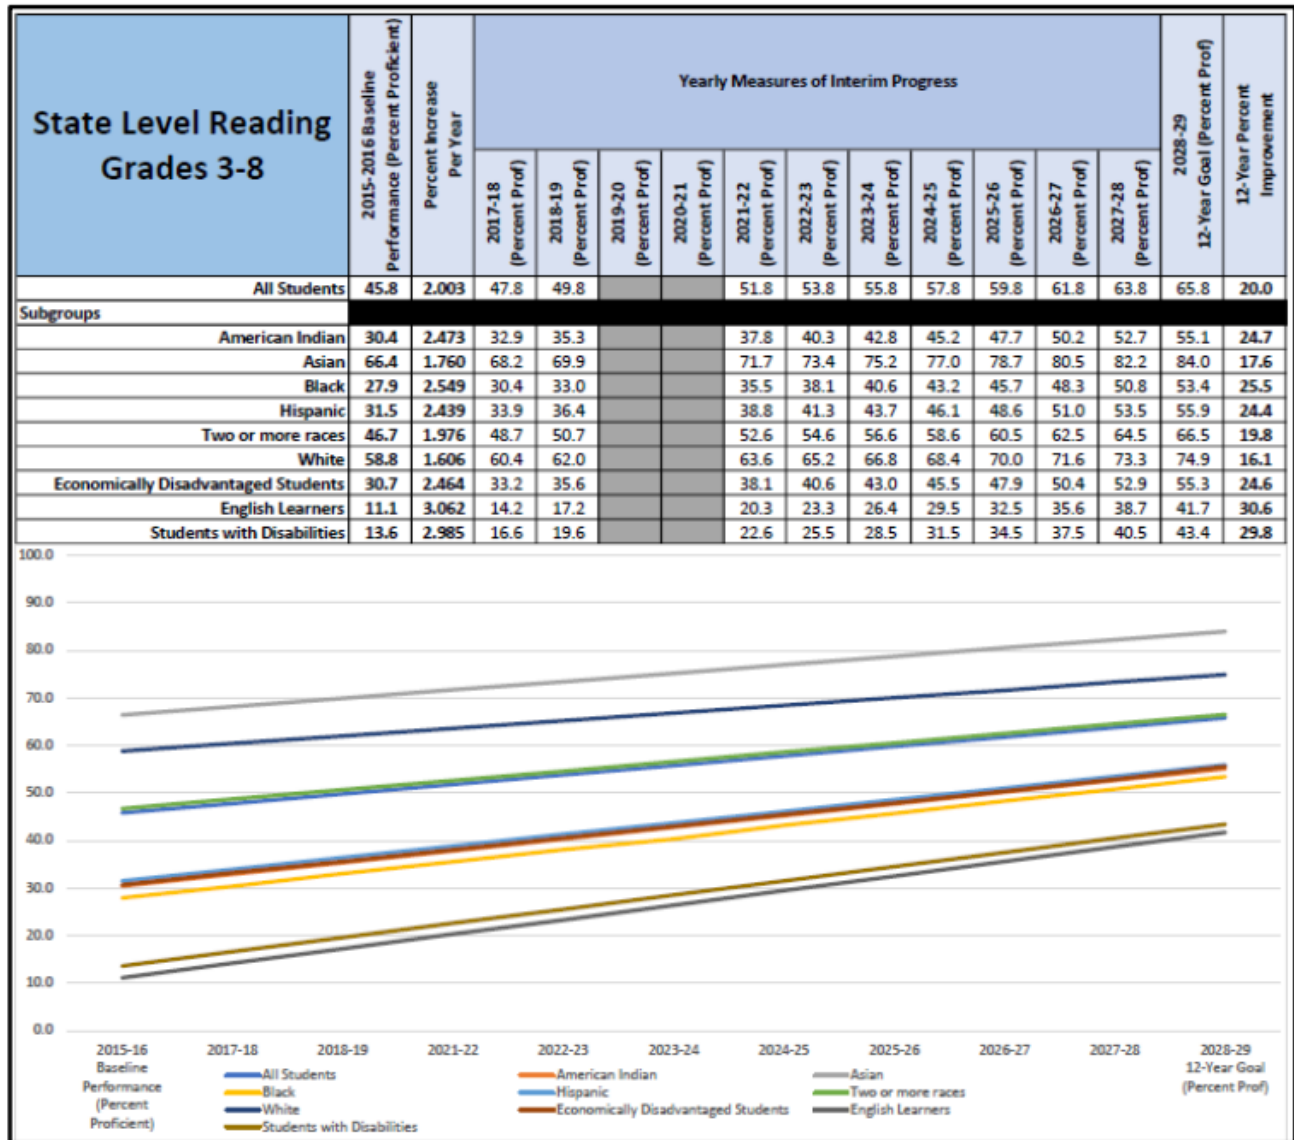 State Level Reading
Grades 3-8
2015-2016 Baseline
Performance (Percent Proficient)
Percent Increase
Per Year
Yearly Measures of Interim Progress
2028-29
12-Year Goal (Percent Prof)
12-Year Percent
Improvement
2017-18
(Percent Prof)
2018-19
(Percent Prof)
2019-20
(Percent Prof)
2020-21
(Percent Prof)
2021-22
(Percent Prof)
2022-23
(Percent Prof)
2023-24
(Percent Prof)
2024-25
(Percent Prof)
2025-26
(Percent Prof)
2026-27
(Percent Prof)
2027-28
(Percent Prof)
All Students 45.8 2.003 47.8 49.8 51.8 53.8 55.8 57.8 59.8 61.8 63.8 65.8 20.0
Subgroups
American Indian 30.4 2.473 32.9 35.3 37.8 40.3 42.8 45.2 47.7 50.2 52.7 55.1 24.7
Asian 66.4 1.760 68.2 69.9 71.7 73.4 75.2 77.0 78.7 80.5 82.2 84.0 17.6
Black 27.9 2.549 30.4 33.0 35.5 38.1 40.6 43.2 45.7 48.3 50.8 53.4 25.5
Hispanic 31.5 2.439 33.9 36.4 38.8 41.3 43.7 46.1 48.6 51.0 53.5 55.9 24.4
Two or more races 46.7 1.976 48.7 50.7 52.6 54.6 56.6 58.6 60.5 62.5 64.5 66.5 19.8
White 58.8 1.606 60.4 62.0 63.6 65.2 66.8 68.4 70.0 71.6 73.3 74.9 16.1
Economically Disadvantaged Students 30.7 2.464 33.2 35.6 38.1 40.6 43.0 45.5 47.9 50.4 52.9 55.3 24.6
English Learners 11.1 3.062 14.2 17.2 20.3 23.3 26.4 29.5 32.5 35.6 38.7 41.7 30.6
Students with Disabilities 13.6 2.985 16.6 19.6 22.6 25.5 28.5 31.5 34.5 37.5 40.5 43.4 29.8
100.0
90.0
80.0
70.0
60.0
50.0
40.0
30.0
20.0
10.0
0.0
2015-16 2017-18 2018-19 2021-22 2022-23 2023-24 2024-25 2025-26 2026-27 2027-28 2028-29
Baseline
Performance
(Percent
Proficient)
12-Year Goal
(Percent Prof)
All Students American Indian Asian
Black Hispanic Two or more races
White Economically Disadvantaged Students English Learners
Students with Disabilities